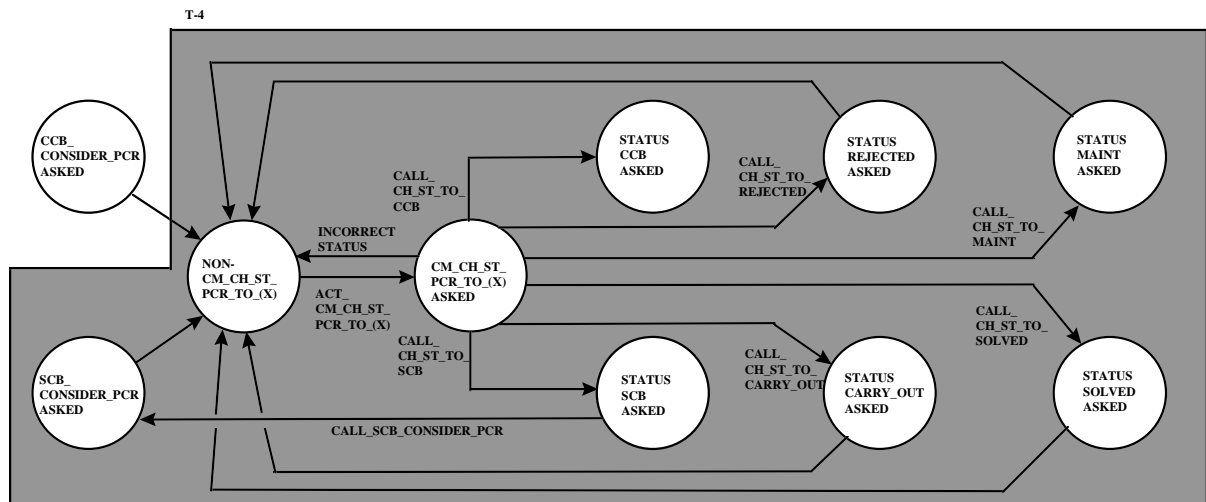 T-4
CCB_
CONSIDER_PCR
ASKED
STATUS
CCB
ASKED
STATUS
REJECTED
ASKED
STATUS
MAINT
ASKED
CALL_
CH_ST_TO_
CCB
CALL_
CH_ST_TO_
REJECTED
CALL_
CH_ST_TO_
MAINT
INCORRECT
STATUS
NON-
CM_CH_ST_
PCR_TO_(X)
CM_CH_ST_
PCR_TO_(X)
ASKED
ACT_
CM_CH_ST_
PCR_TO_(X)
CALL_
CH_ST_TO_
SCB
CALL_
CH_ST_TO_
CARRY_OUT
CALL_
CH_ST_TO_
SOLVED
SCB_
CONSIDER_PCR
ASKED
STATUS
SCB
ASKED
STATUS
CARRY_OUT
ASKED
STATUS
SOLVED
ASKED
CALL_SCB_CONSIDER_PCR